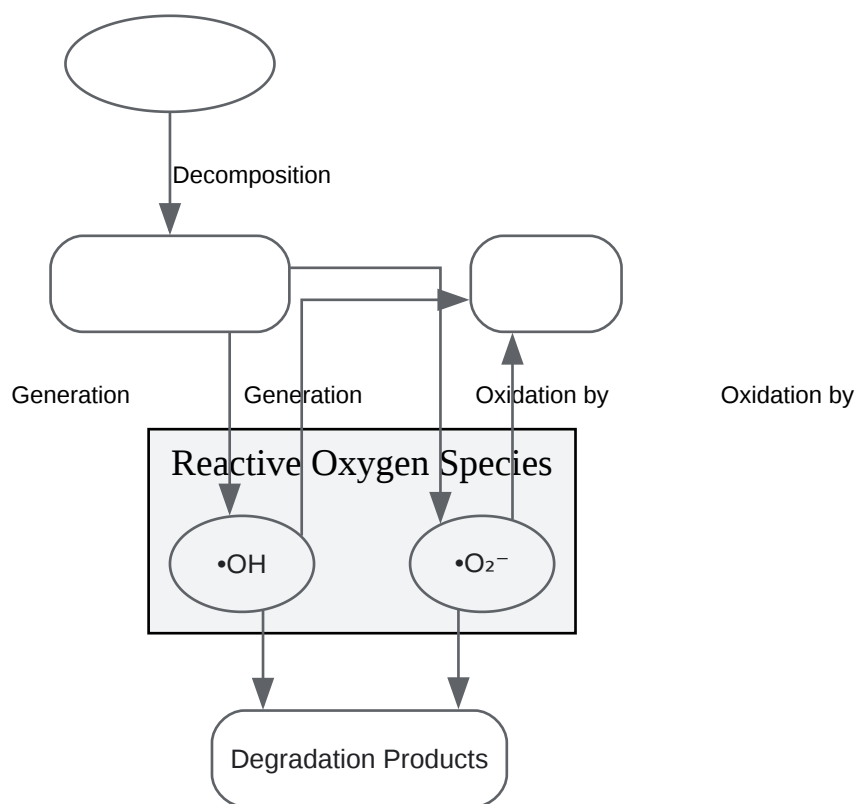 Decomposition
Generation
Generation
Oxidation by
Oxidation by
Reactive Oxygen Species
•OH
•O₂⁻
Degradation Products